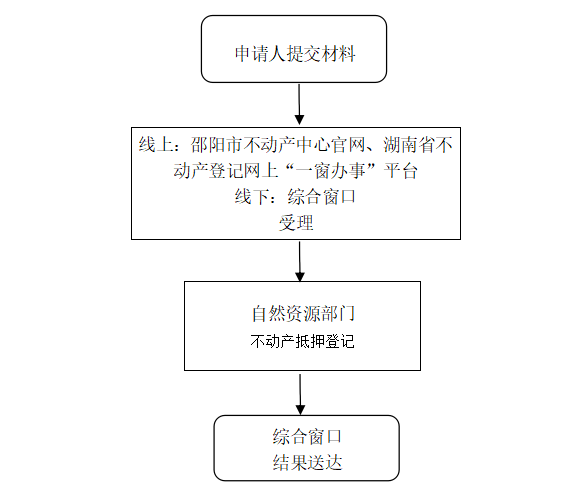 申请人提交材料
线上：邵阳市不动产中心官网、湖南省不
动产登记网上“一窗办事”平台
线下：综合窗口
受理
自然资源部门
不动产抵押登记
综合窗口
结果送达